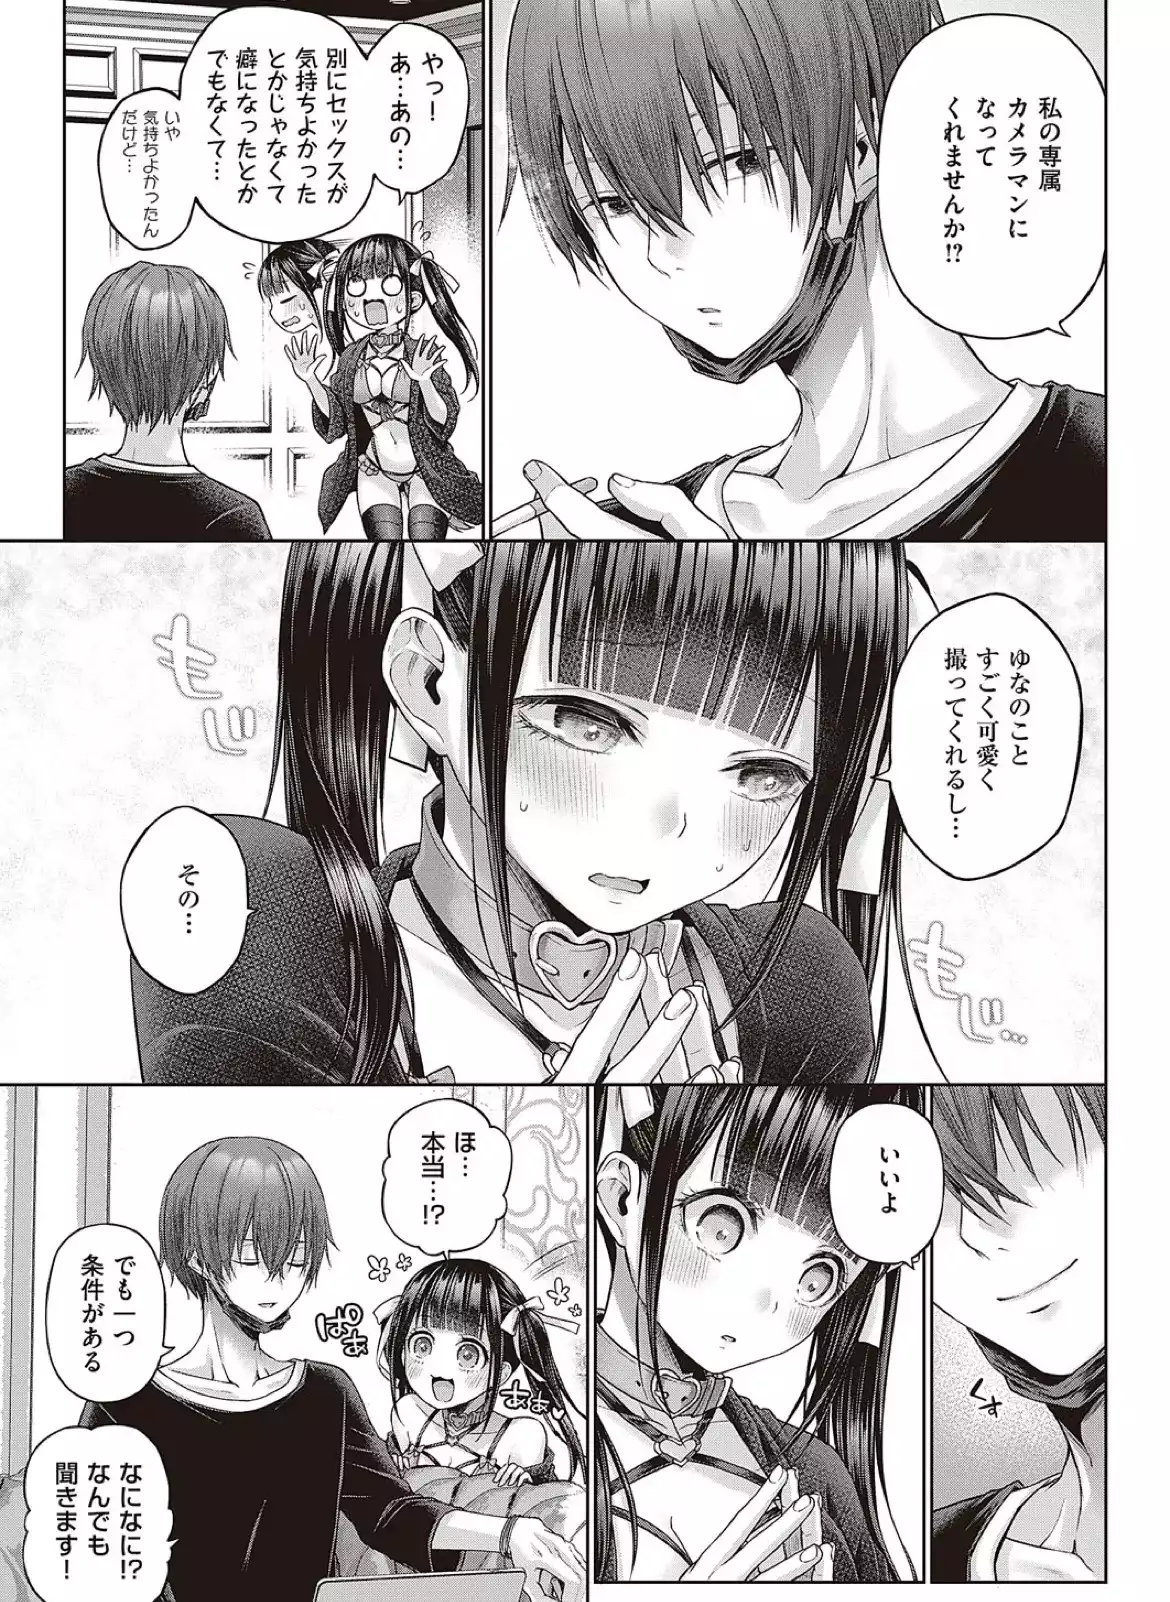 私の専属
カメラマンに
なって
くれませんか!?
やっ!
あ…あの…
別にセックスが
気持ちよかった
とかじゃなくて
癖になったとか
でもなくて…
いや
気持ちよかったん
だけど…
ゆなのこと
すごく可愛く
撮ってくれるし…
もじ
その…
もじ…
いいよ
くす
ほ…
本当…!?
ぱぁぁ
あぁぁ
でも一つ
条件がある
なになに!?
なんでも
聞きます!